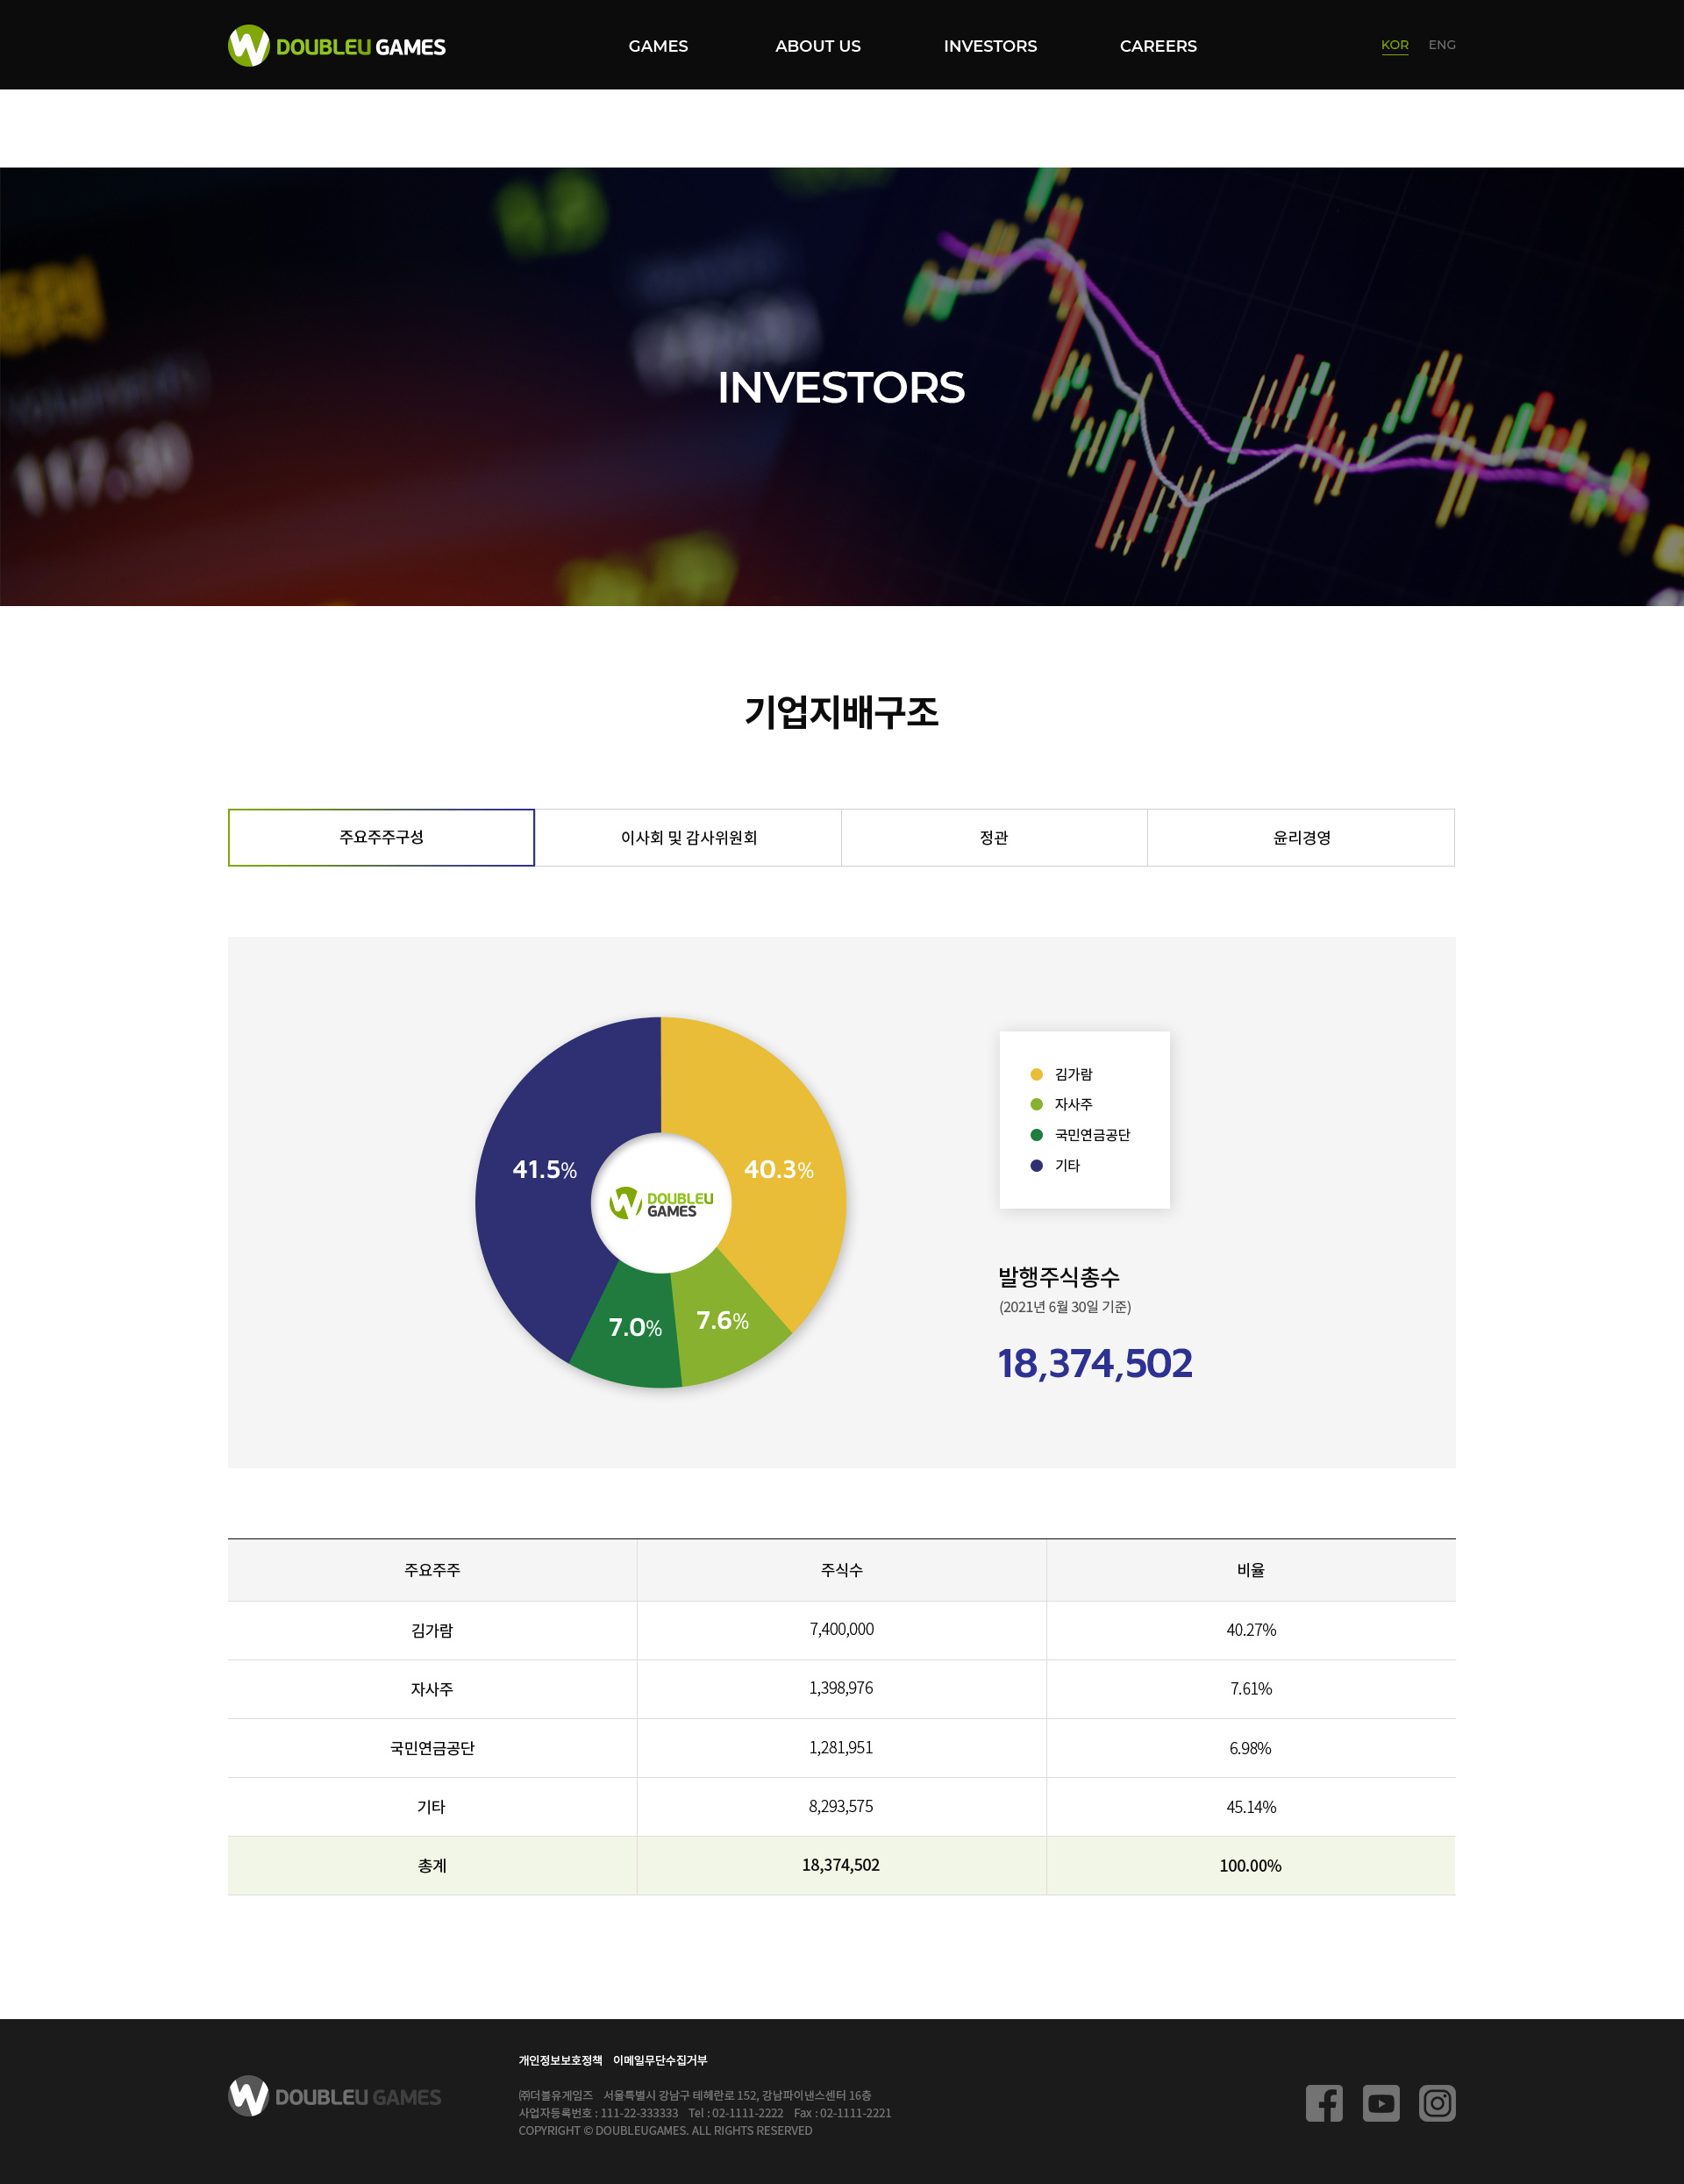 DOUBLEU GAMES
GAMES ABOUT US INVESTORS CAREERS
KOR ENG
117.30
INVESTORS
기업지배구조
주요주주구성 이사회 및 감사위원회 정관 윤리경영
41.5%
40.3%
7.0%
7.6%
DOUBLEU
GAMES
김가람
자사주
국민연금공단
기타
발행주식총수
(2021년 6월 30일 기준)
18,374,502
주요주주 주식수 비율
김가람 7,400,000 40.27%
자사주 1,398,976 7.61%
국민연금공단 1,281,951 6.98%
기타 8,293,575 45.14%
총계 18,374,502 100.00%
DOUBLEU GAMES
개인정보보호정책 이메일무단수집거부
㈜더블유게임즈 서울특별시 강남구 테헤란로 152, 강남파이낸스센터 16층
사업자등록번호 : 111-22-333333 Tel : 02-1111-2222 Fax : 02-1111-2221
COPYRIGHT © DOUBLEUGAMES. ALL RIGHTS RESERVED